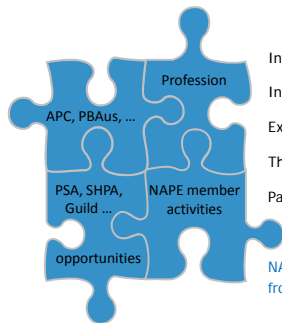 Profession
APC, PBAus, ...
PSA, SHPA,
Guild ...
opportunities
NAPE member
activities
In
In
Ex
Th
Pa
NA
fro